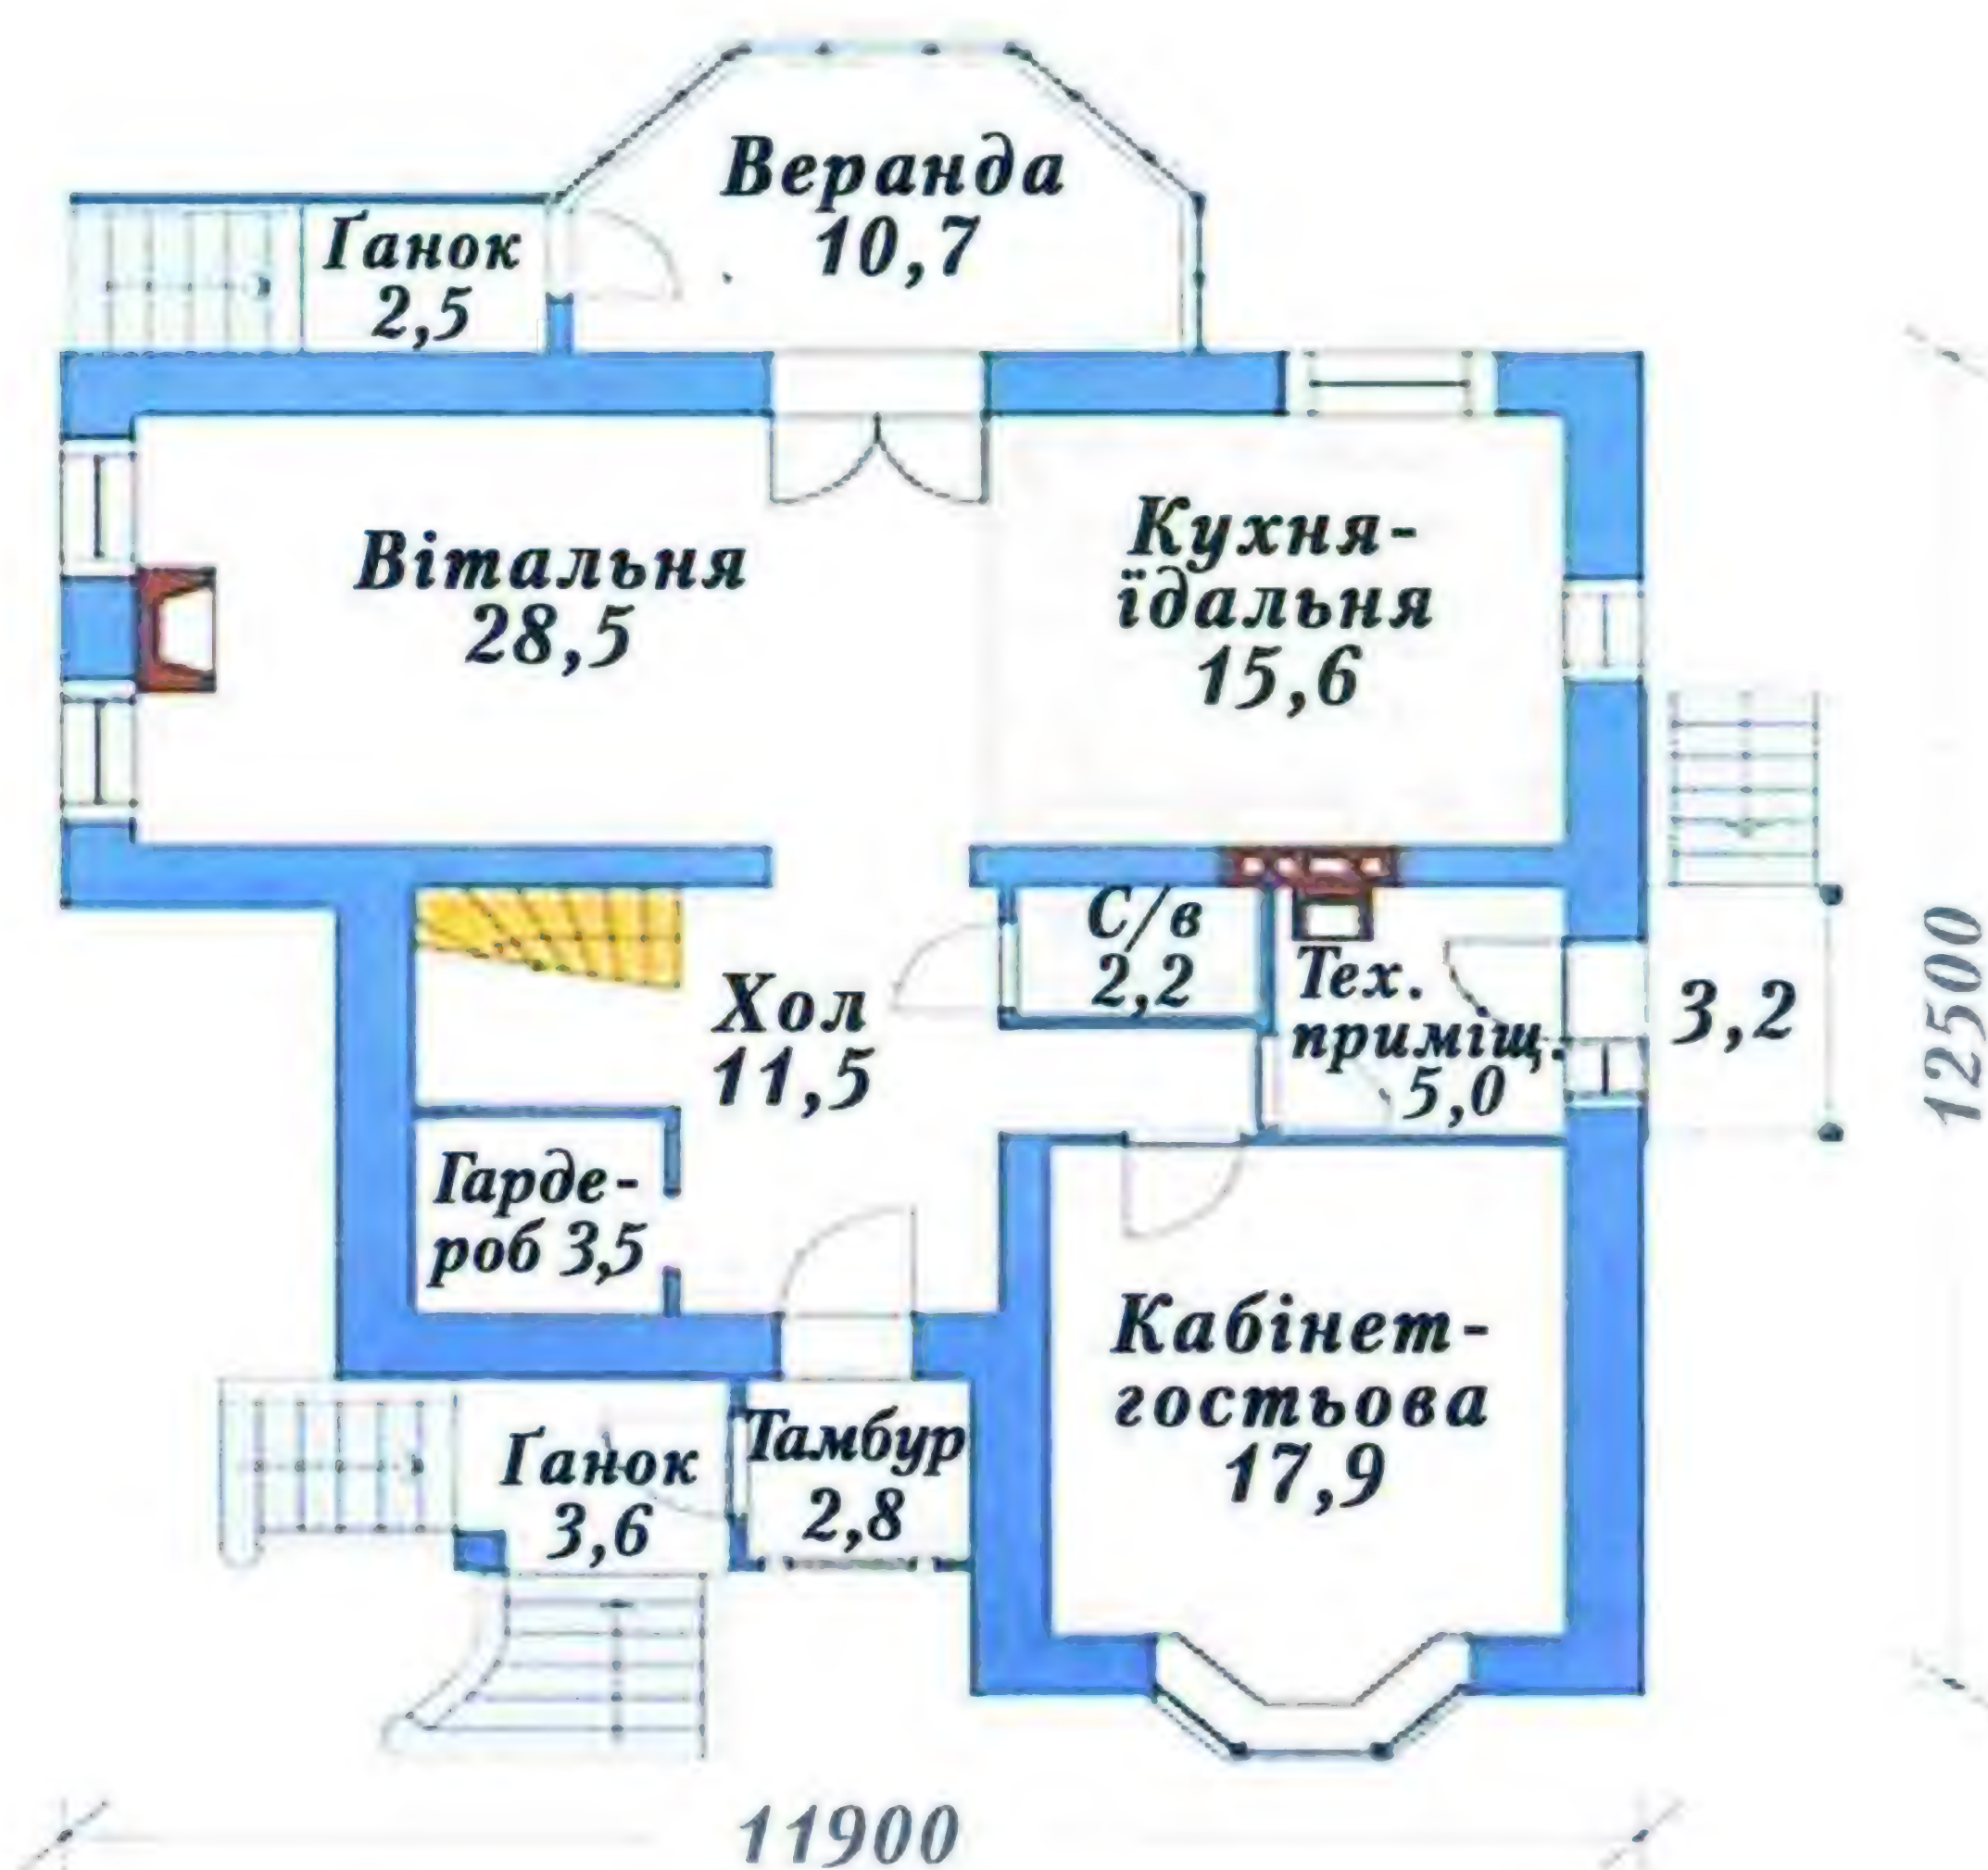 Веранда
10,7
Ґанок
2,5
Вітальня
28,5
Кухня-
їдальня
15,6
С/в
2,2
Тех.
приміщ.
5,0
3,2
Хол
11,5
Гарде-
роб 3,5
Кабінет-
гостьова
17,9
Ґанок
3,6
Тамбур
2,8
12500
11900